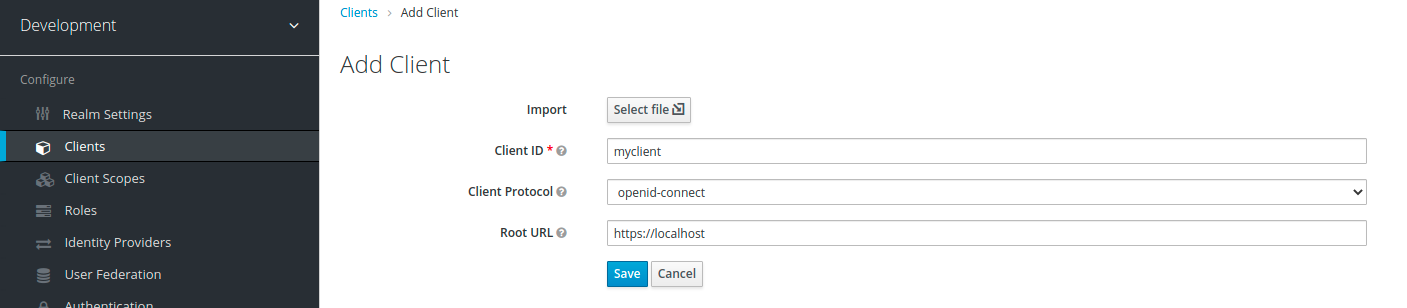 Development
Configure
Realm Settings
Clients
Client Scopes
Roles
Identity Providers
User Federation
Authentication
Clients > Add Client
Add Client
Import Select file
Client ID * myclient
Client Protocol openid-connect
Root URL https://localhost
Save Cancel